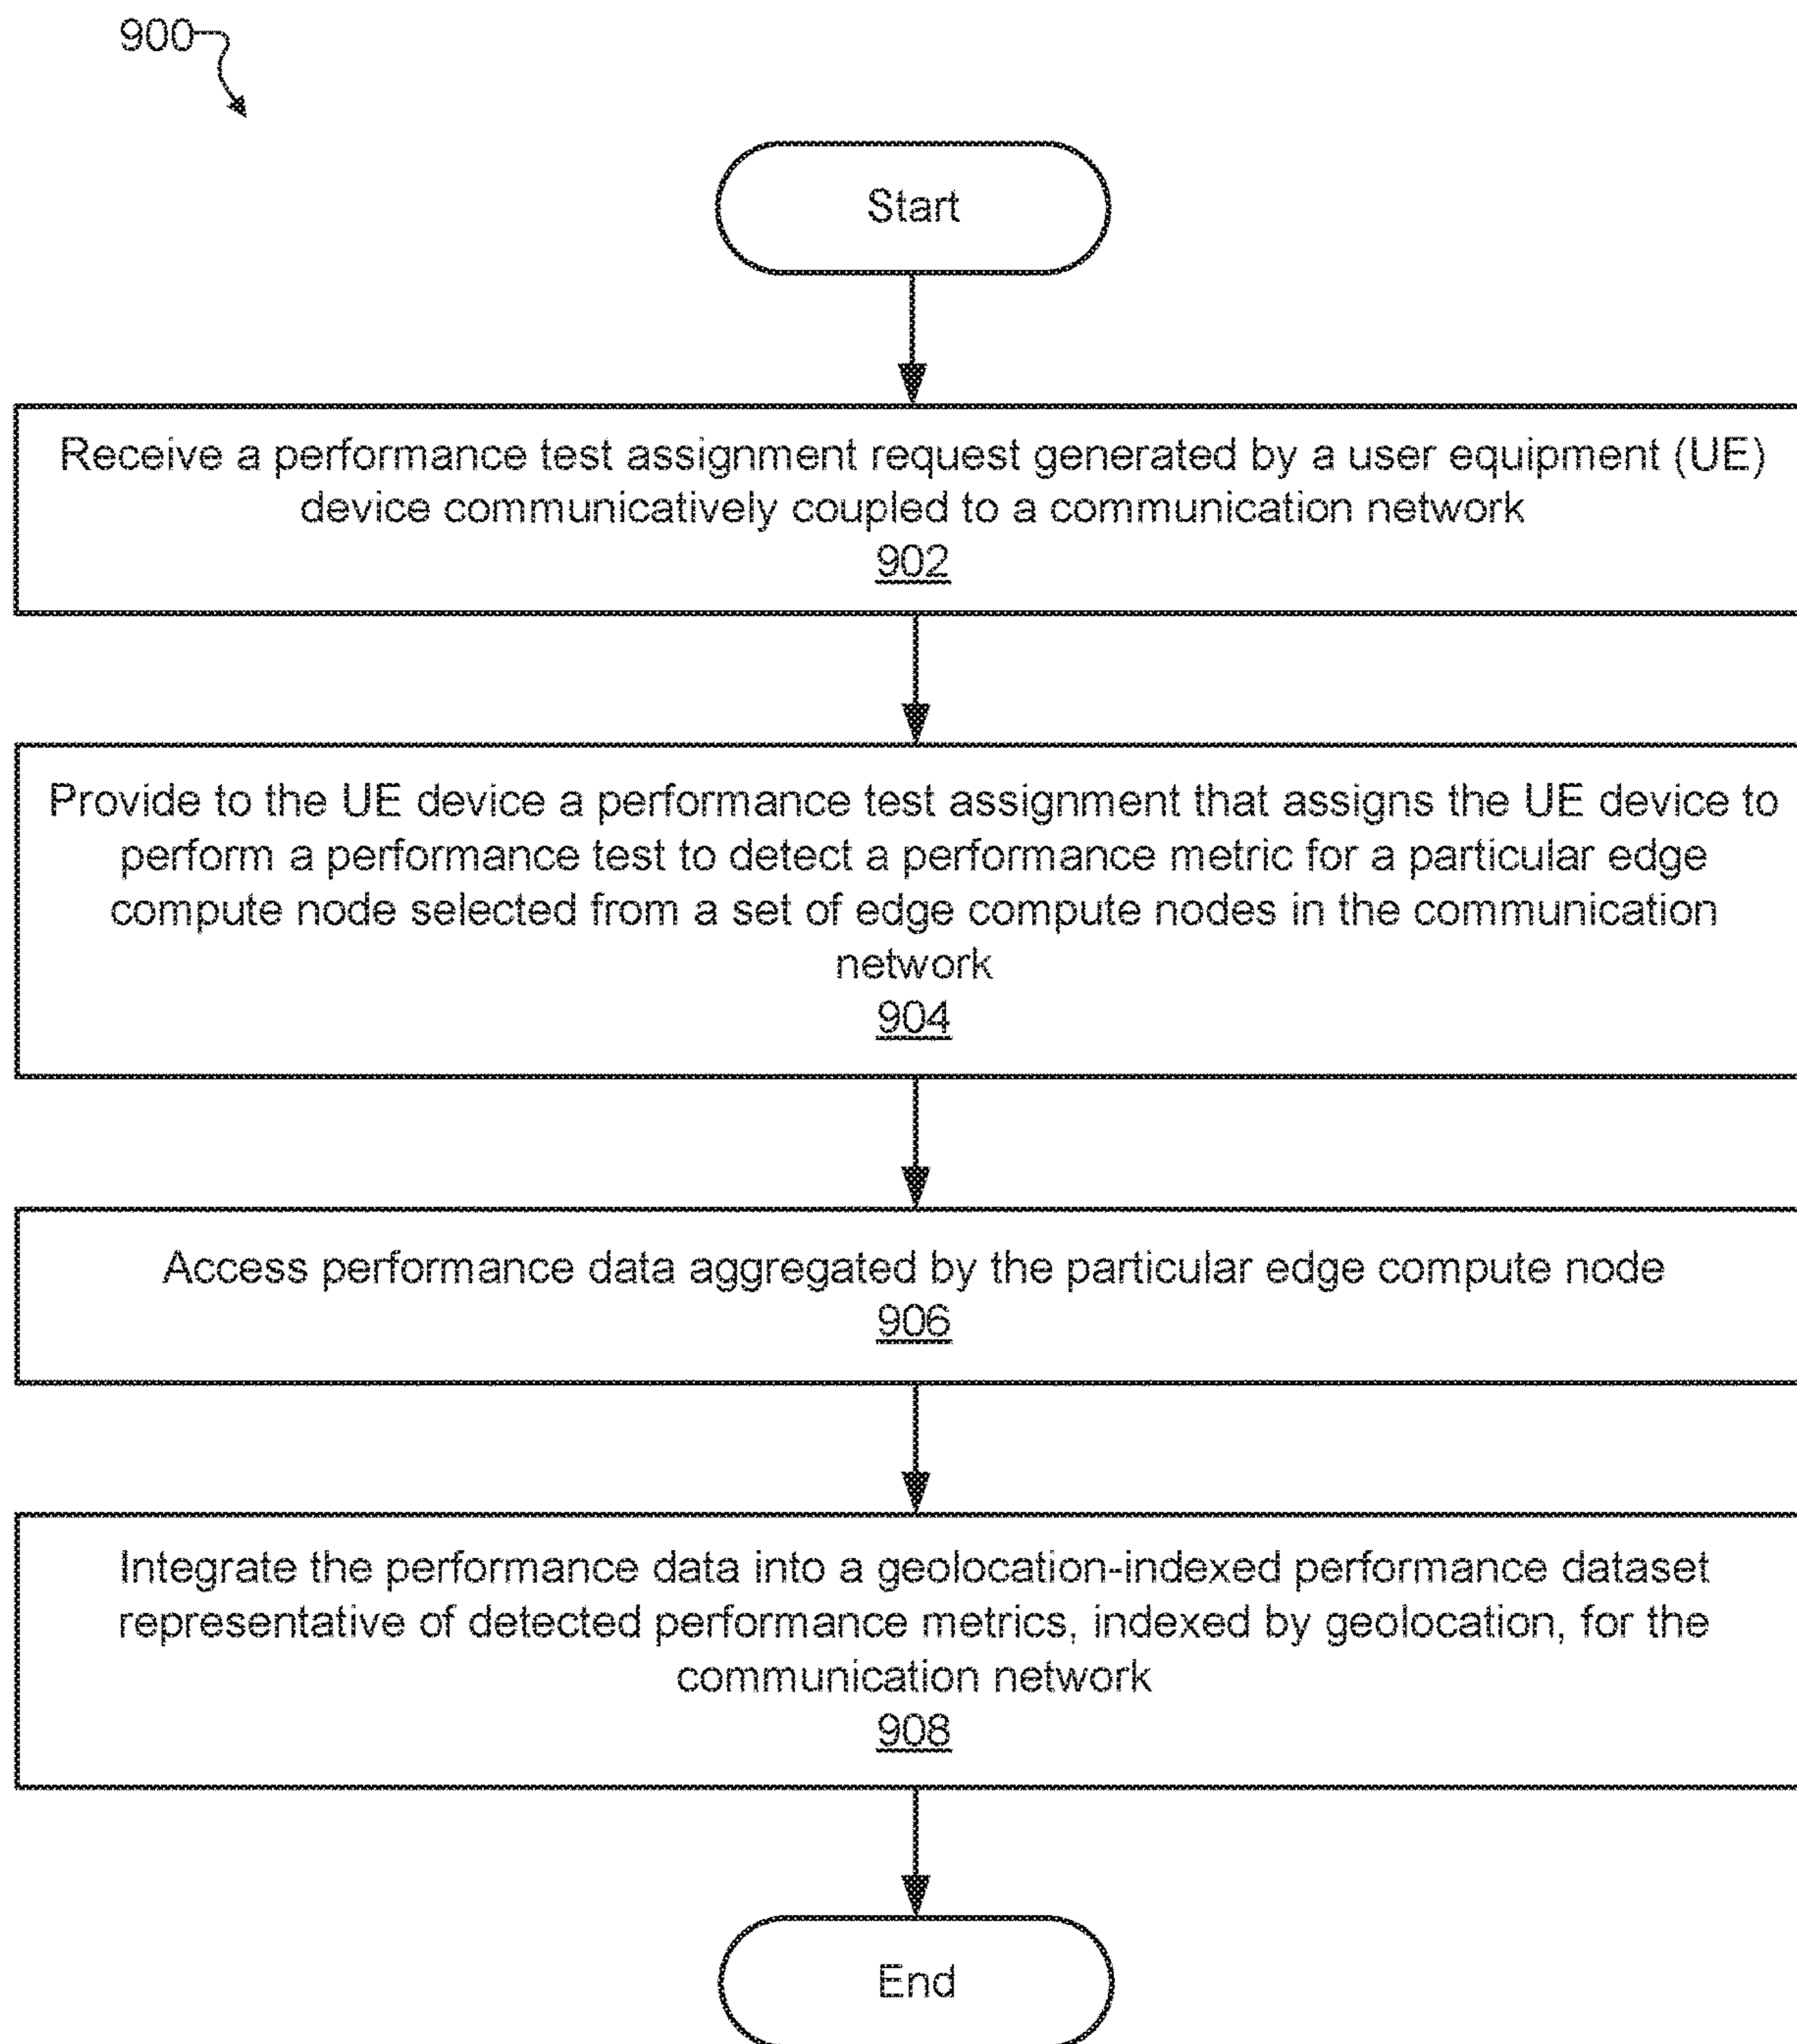 900
Start
Receive a performance test assignment request generated by a user equipment (UE)
device communicatively coupled to a communication network
902
Provide to the UE device a performance test assignment that assigns the UE device to
perform a performance test to detect a performance metric for a particular edge
compute node selected from a set of edge compute nodes in the communication
network
904
Access performance data aggregated by the particular edge compute node
906
Integrate the performance data into a geolocation-indexed performance dataset
representative of detected performance metrics, indexed by geolocation, for the
communication network
908
End